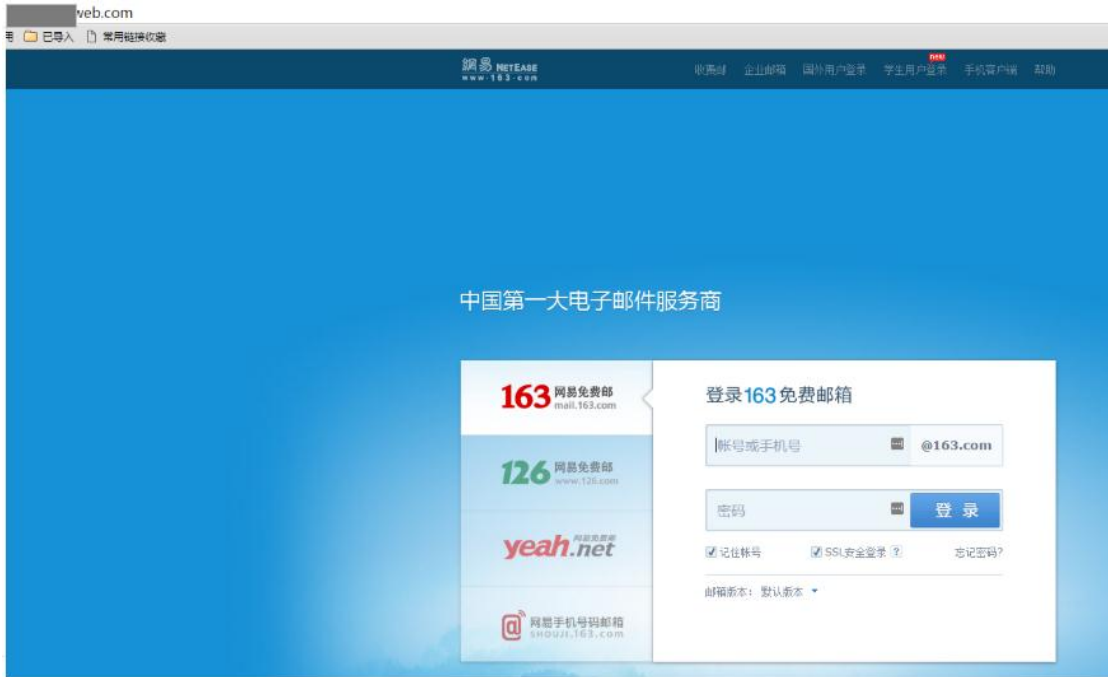 web.com
已导入 常用链接收藏
網易 NETEASE
www.163.com
new
收费邮 企业邮箱 国外用户登录 学生用户登录 手机客户端 帮助
中国第一大电子邮件服务商
163 网易免费邮
mail.163.com
126 网易免费邮
www.126.com
yeah.net 网易免费邮
网易手机号码邮箱
SHOUJI.163.com
登录163免费邮箱
帐号或手机号 @163.com
密码 登 录
记住帐号 SSL安全登录 ? 忘记密码?
邮箱版本: 默认版本